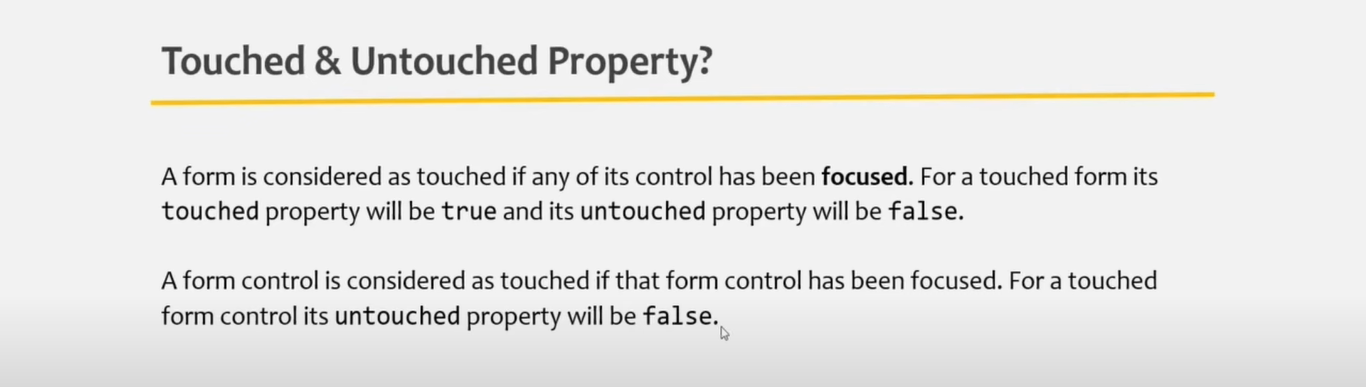 Touched & Untouched Property?
A form is considered as touched if any of its control has been focused. For a touched form its
touched property will be true and its untouched property will be false.
A form control is considered as touched if that form control has been focused. For a touched
form control its untouched property will be false.